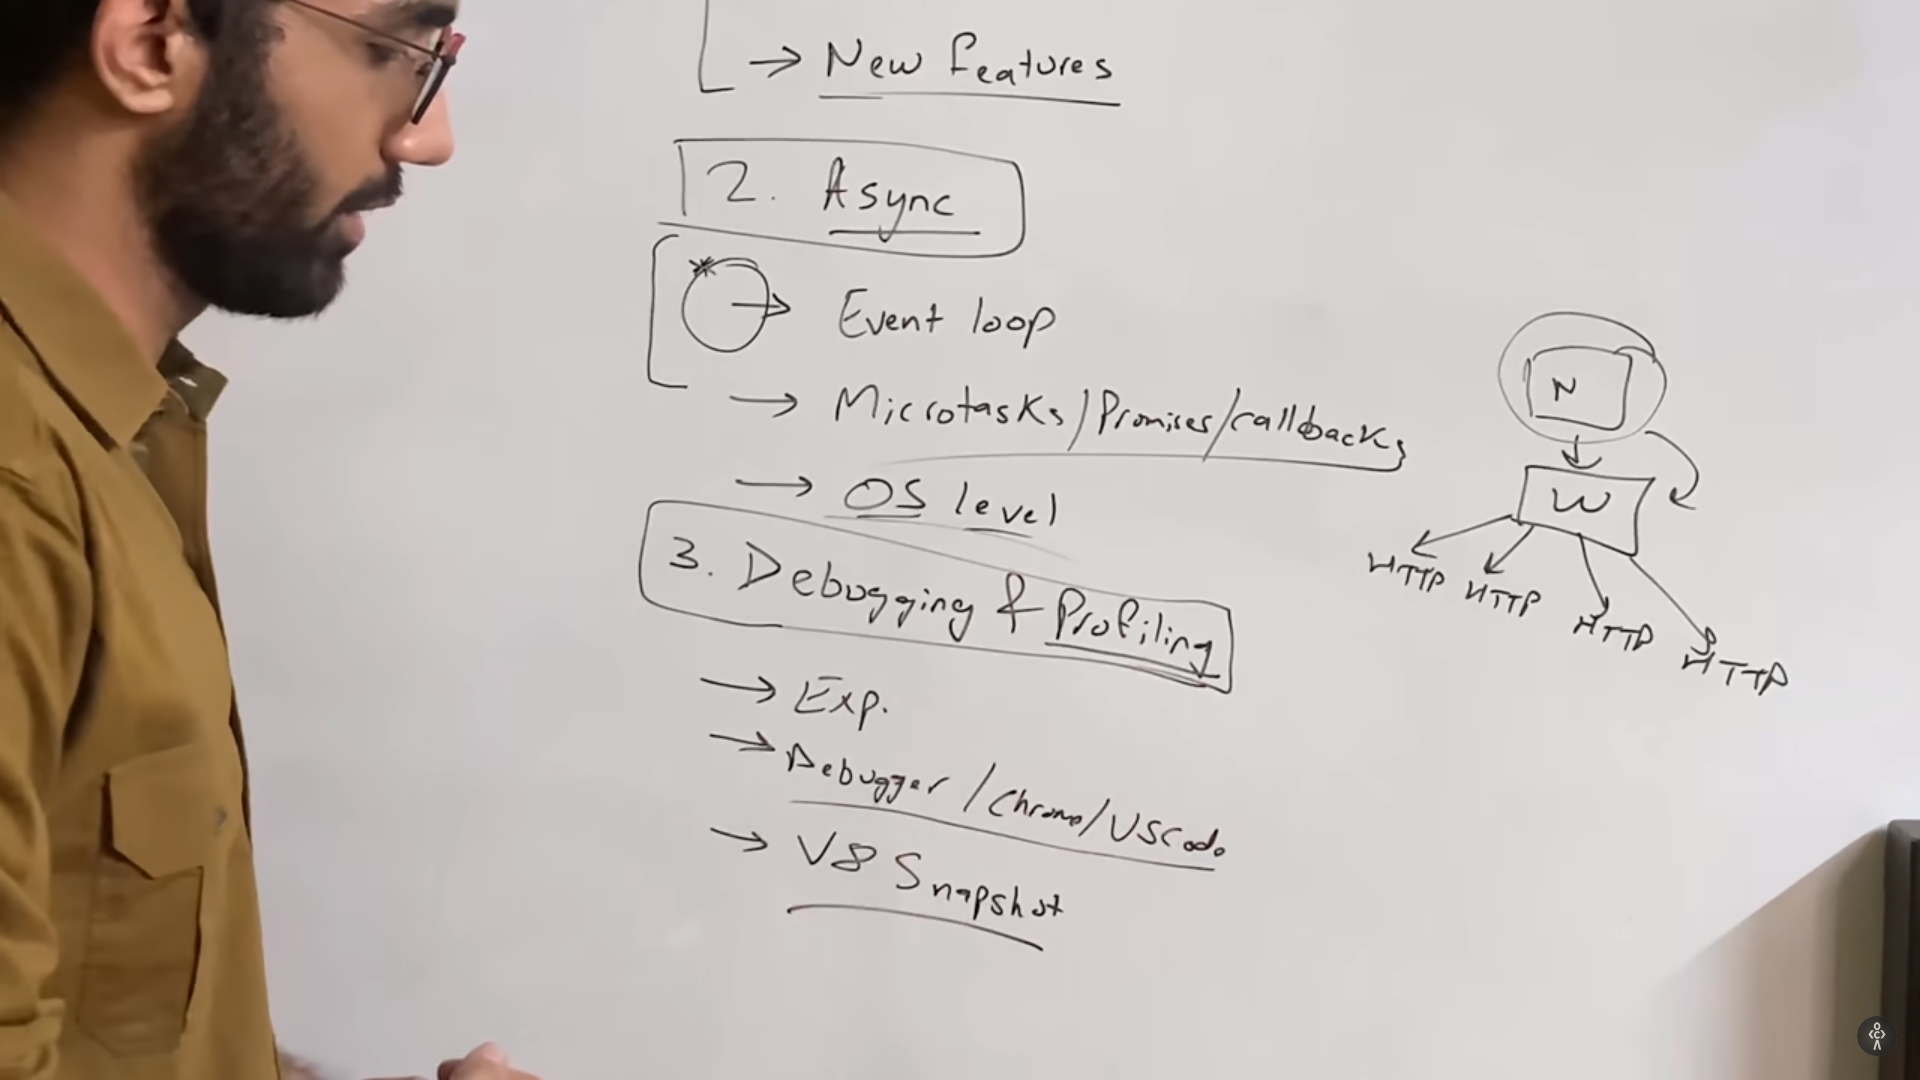 → New features
2. Async
→ Event loop
→ Microtasks/Promises/callbacks
→ OS level
N
W
HTTP HTTP HTTP HTTP
3. Debugging & Profiling
→ Exp.
→ Debugger/Chrome/VSCode
→ V8 Snapshot